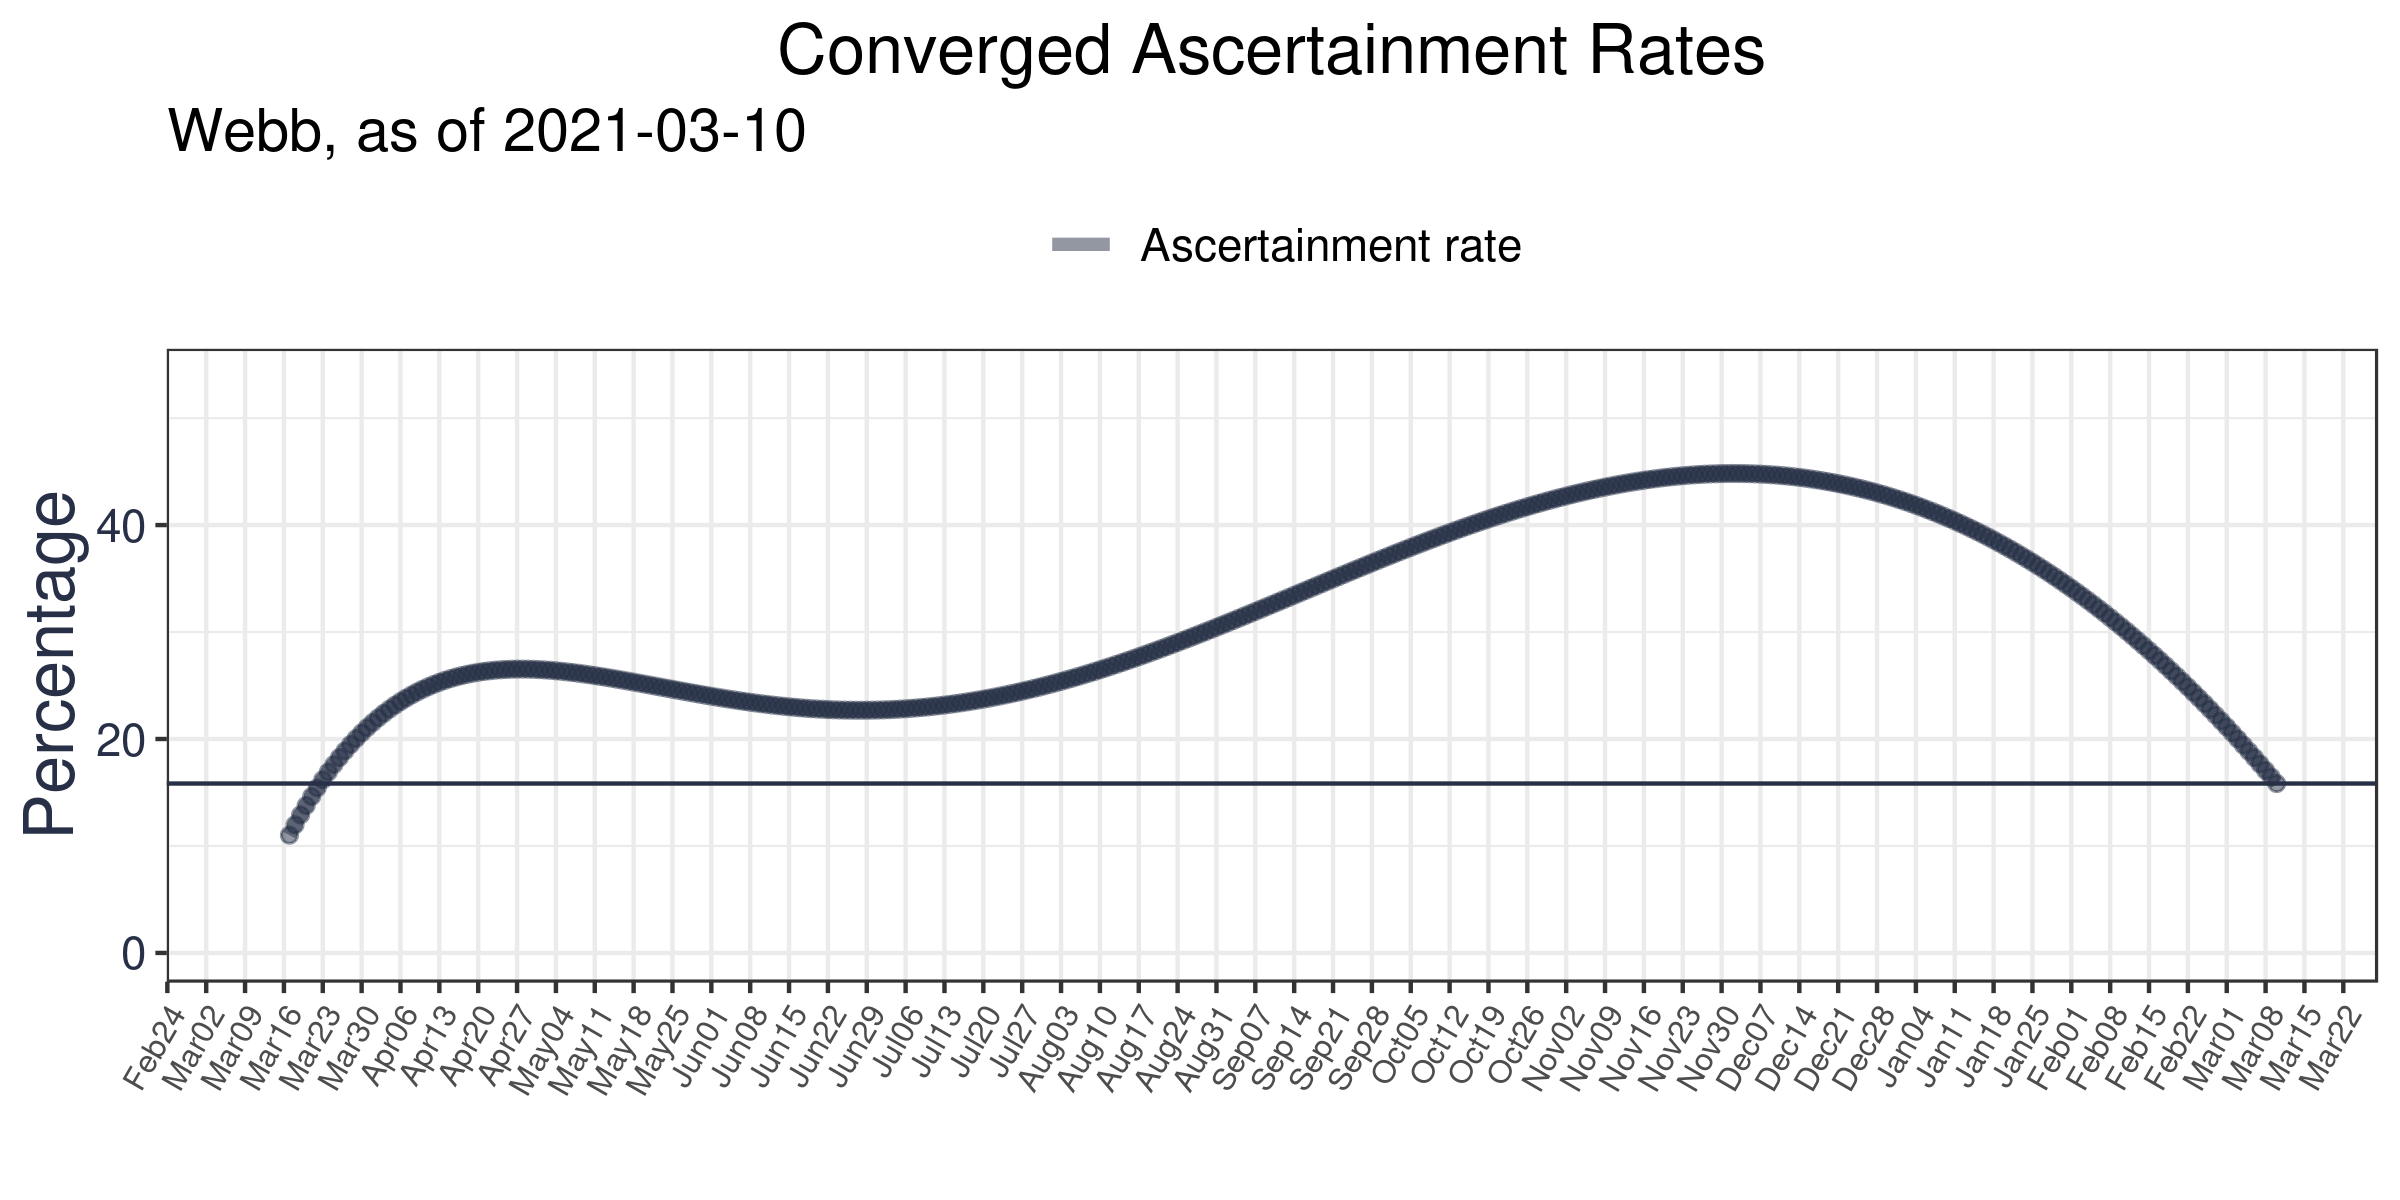 Converged Ascertainment Rates
Webb, as of 2021-03-10
Ascertainment rate
Percentage
40
20
0
Feb24
Mar02
Mar09
Mar16
Mar23
Mar30
Apr06
Apr13
Apr20
Apr27
May04
May11
May18
May25
Jun01
Jun08
Jun15
Jun22
Jun29
Jul06
Jul13
Jul20
Jul27
Aug03
Aug10
Aug17
Aug24
Aug31
Sep07
Sep14
Sep21
Sep28
Oct05
Oct12
Oct19
Oct26
Nov02
Nov09
Nov16
Nov23
Nov30
Dec07
Dec14
Dec21
Dec28
Jan04
Jan11
Jan18
Jan25
Feb01
Feb08
Feb15
Feb22
Mar01
Mar08
Mar15
Mar22